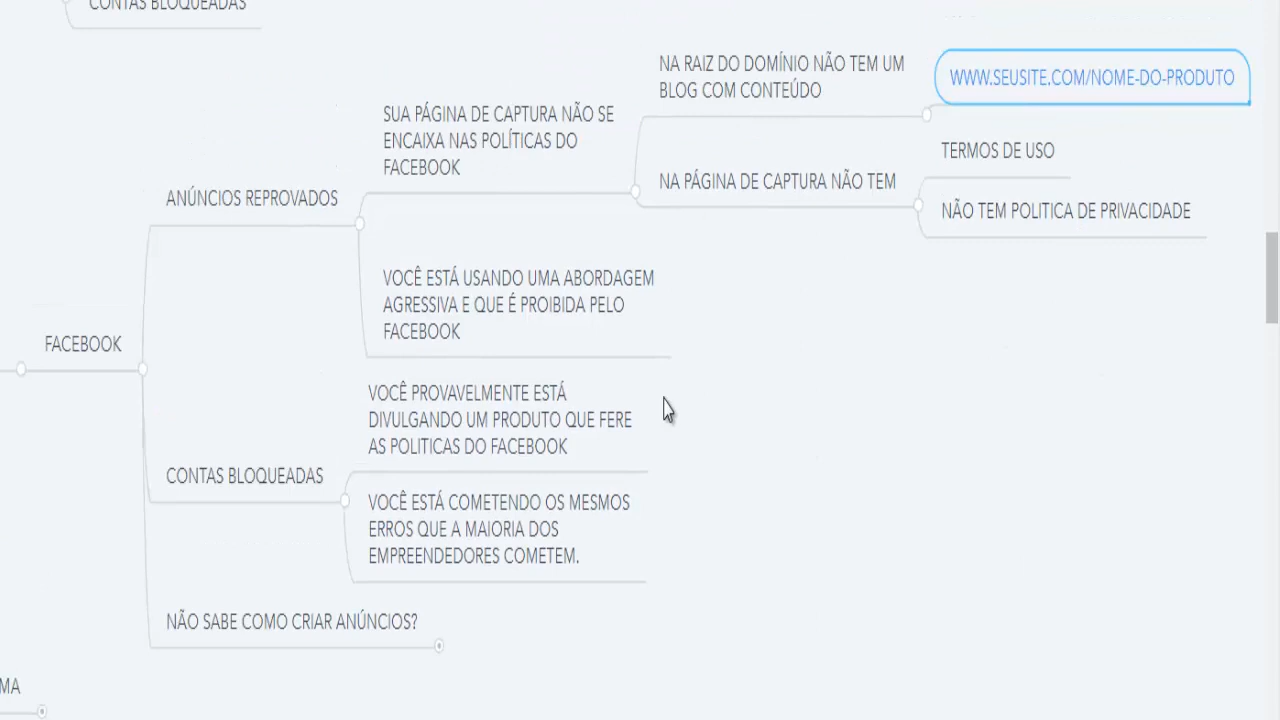 CONTAS BLOQUEADAS
NA RAIZ DO DOMÍNIO NÃO TEM UM
BLOG COM CONTEÚDO
WWW.SEUSITE.COM/NOME-DO-PRODUTO
SUA PÁGINA DE CAPTURA NÃO SE
ENCAIXA NAS POLÍTICAS DO
FACEBOOK
TERMOS DE USO
NA PÁGINA DE CAPTURA NÃO TEM
NÃO TEM POLITICA DE PRIVACIDADE
ANÚNCIOS REPROVADOS
VOCÊ ESTÁ USANDO UMA ABORDAGEM
AGRESSIVA E QUE É PROIBIDA PELO
FACEBOOK
FACEBOOK
VOCÊ PROVAVELMENTE ESTÁ
DIVULGANDO UM PRODUTO QUE FERE
AS POLITICAS DO FACEBOOK
CONTAS BLOQUEADAS
VOCÊ ESTÁ COMETENDO OS MESMOS
ERROS QUE A MAIORIA DOS
EMPREENDEDORES COMETEM.
NÃO SABE COMO CRIAR ANÚNCIOS?
MA